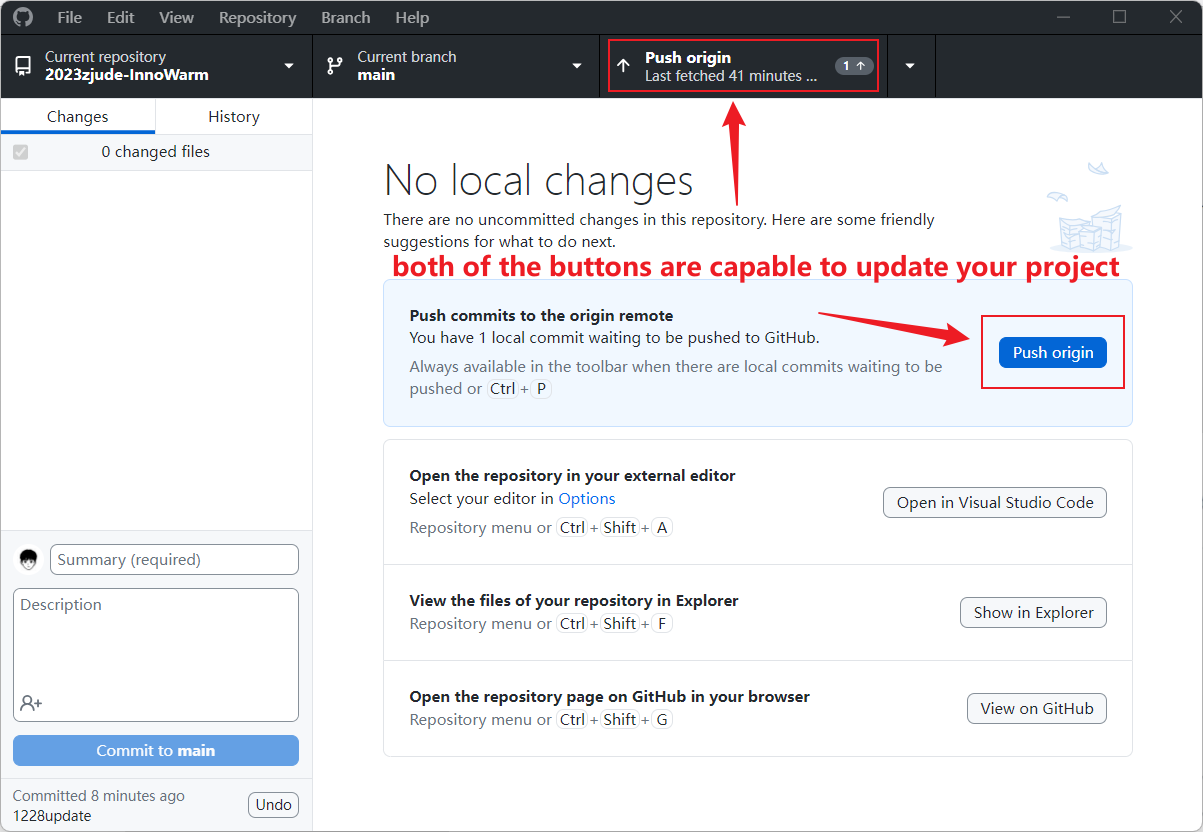 File Edit View Repository Branch Help
Current repository
2023zjude-InnoWarm
Current branch
main
Push origin
Last fetched 41 minutes ...
1
Changes
History
0 changed files
No local changes
There are no uncommitted changes in this repository. Here are some friendly
suggestions for what to do next.
both of the buttons are capable to update your project
Push commits to the origin remote
You have 1 local commit waiting to be pushed to GitHub.
Always available in the toolbar when there are local commits waiting to be
pushed or Ctrl + P
Push origin
Open the repository in your external editor
Select your editor in Options
Repository menu or Ctrl + Shift + A
Open in Visual Studio Code
View the files of your repository in Explorer
Repository menu or Ctrl + Shift + F
Show in Explorer
Open the repository page on GitHub in your browser
Repository menu or Ctrl + Shift + G
View on GitHub
Summary (required)
Description
Commit to main
Committed 8 minutes ago
1228update
Undo